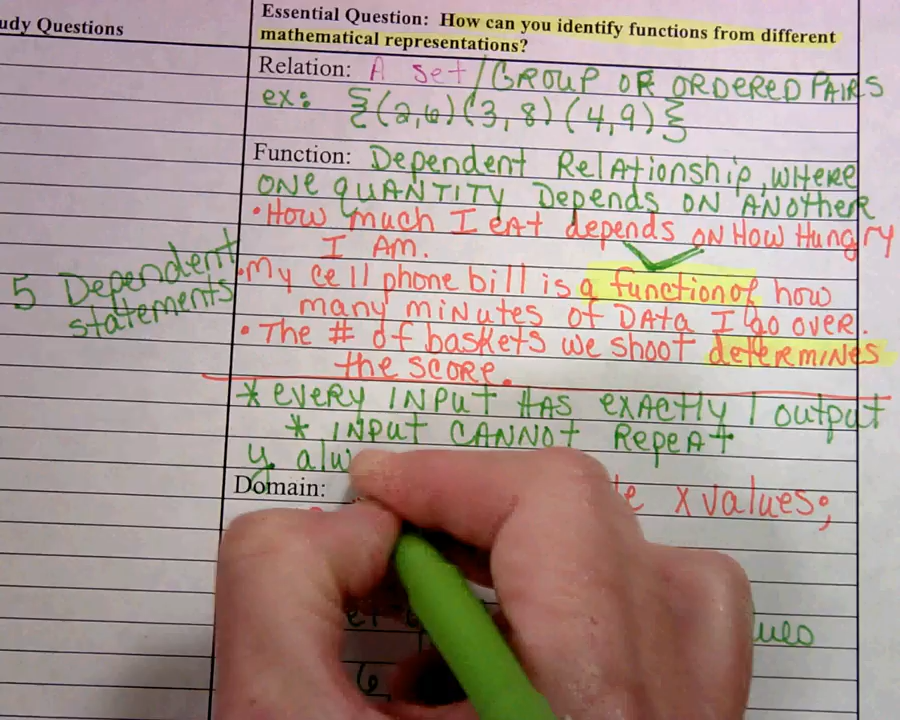 udy Questions
Essential Question: How can you identify functions from different
mathematical representations?
Relation: A set/GROUP OF ORDERED PAIRS
ex: {(2,6)(3,8)(4,9)}
Function: Dependent RelAtionship, wHere
ONE qUANTITY Depends ON ANother
• How much I eAt depends ON How Hungry
I Am.
• My cell phone bill is a function of how
many miNutes of DAtA I go over.
• The # of baskets we shoot determiNes
the score.
5 Dependent
statements
* every INput HAS exActly 1 output
* INput CANNOt RepeAt
y alw
Domain:
x values;
6